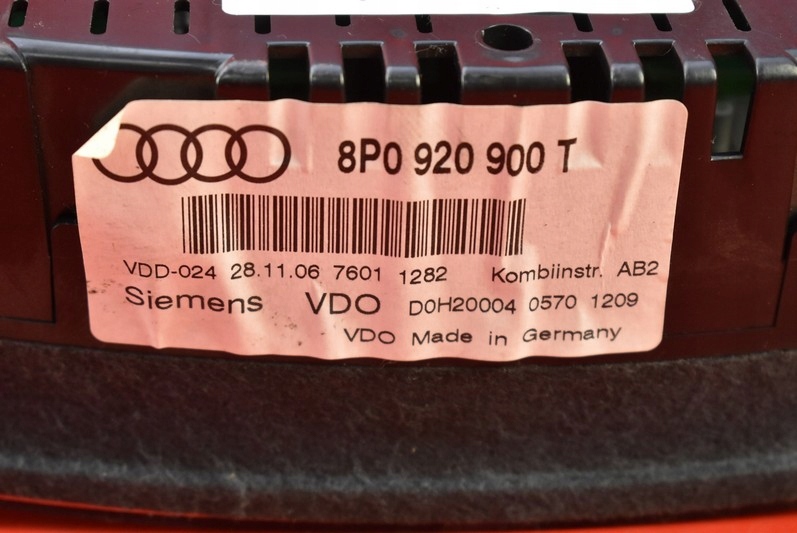 8P0 920 900 T
VDD-024 28.11.06 7601 1282 Kombiinstr. AB2
Siemens VDO D0H20004 0570 1209
VDO Made in Germany